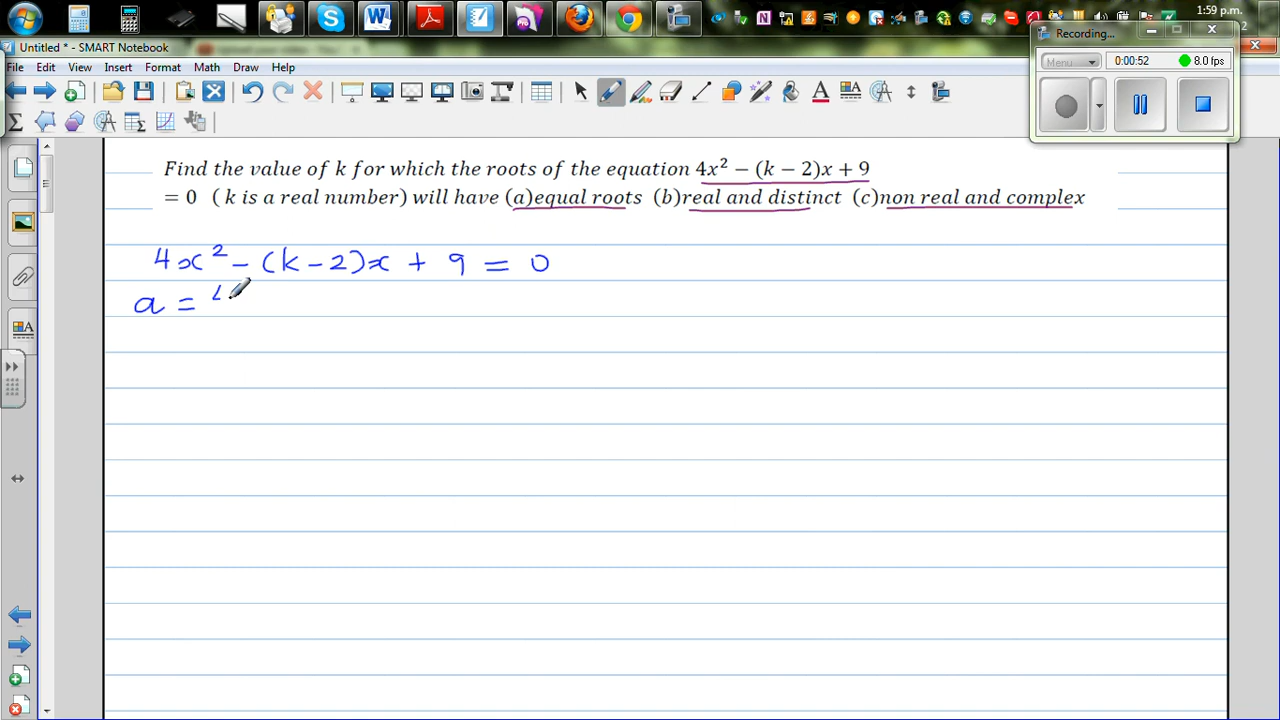 1:59 p.m.
Untitled * - SMART Notebook
Recording...
File Edit View Insert Format Math Draw Help
Menu 0:00:52 8.0 fps
Find the value of k for which the roots of the equation 4x² − (k − 2)x + 9
= 0 ( k is a real number) will have (a)equal roots (b)real and distinct (c)non real and complex
4x² − (k − 2)x + 9 = 0
a = 4